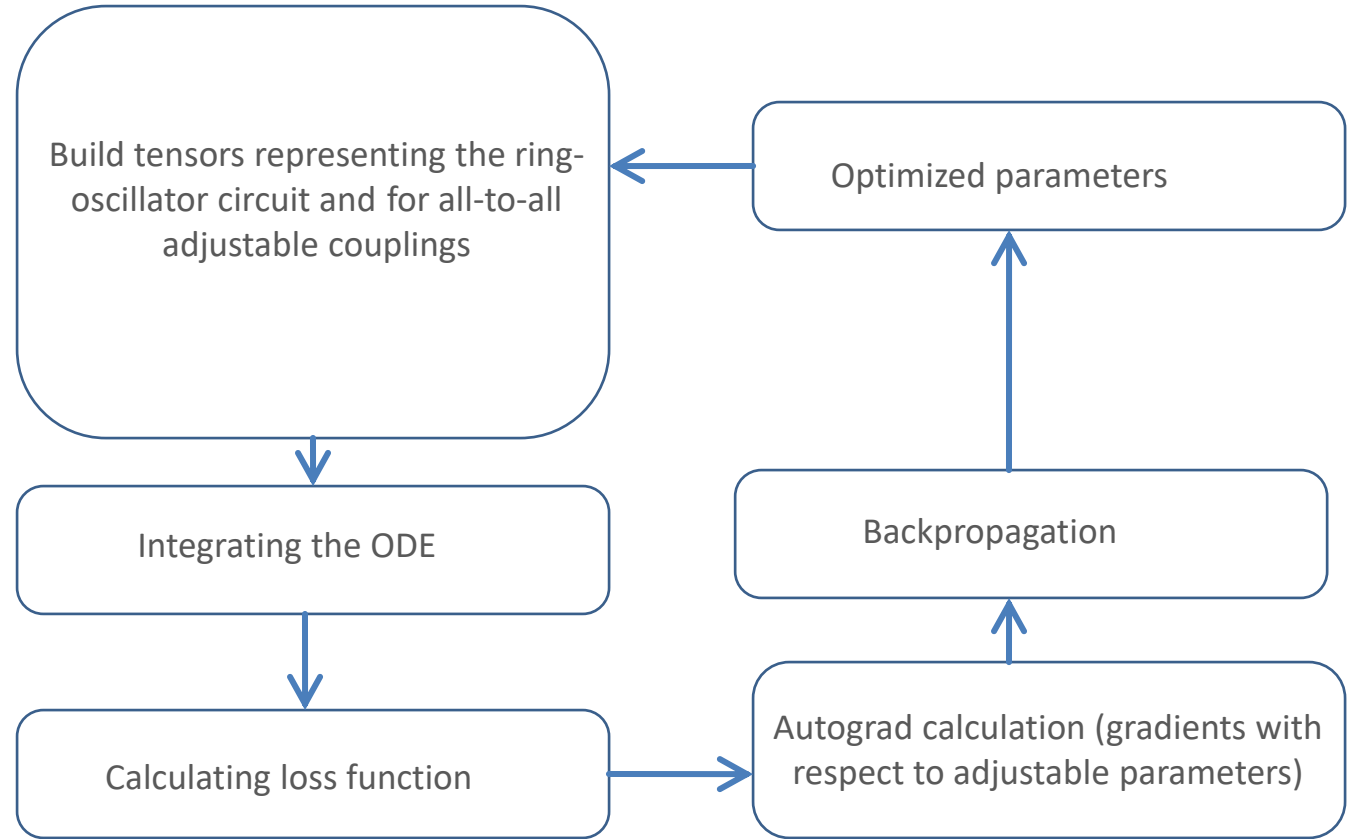 Build tensors representing the ring-
oscillator circuit and for all-to-all
adjustable couplings
Integrating the ODE
Calculating loss function
Autograd calculation (gradients with
respect to adjustable parameters)
Backpropagation
Optimized parameters